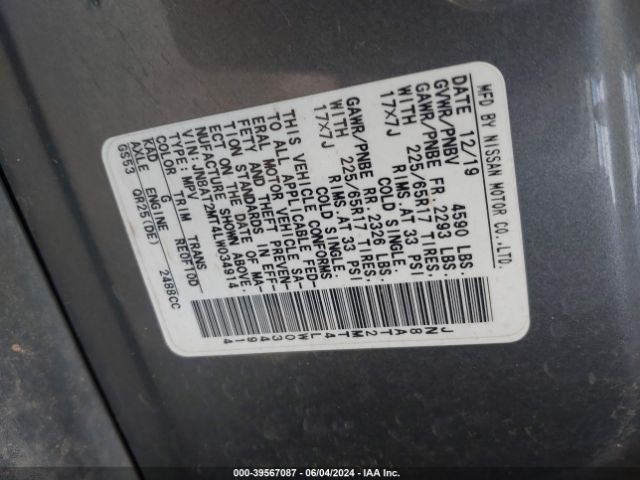 MFD BY NISSAN MOTOR CO.,LTD.
DATE 12/19
GVWR/PNBV 4590 LBS.
GAWR/PNBE FR.2293 LBS.
WITH 225/65R17 TIRES,
17X7J RIMS,AT 33 PSI
COLD SINGLE.
GAWR/PNBE RR.2326 LBS.
WITH 225/65R17 TIRES,
17X7J RIMS,AT 33 PSI
COLD SINGLE.
THIS VEHICLE CONFORMS
TO ALL APPLICABLE FED-
ERAL MOTOR VEHICLE SA-
FETY AND THEFT PREVEN-
TION STANDARDS IN EFF-
ECT ON THE DATE OF MA-
NUFACTURE SHOWN ABOVE
VIN:JN8AT2MT4LW034914
TYPE:MPV
COLOR TRIM TRANS
KAD G RE0F10D
AXLE ENGINE
GS53 QR25(DE) 2488CC
JN8AT2MT4LW034914
000-39567087 - 06/04/2024 - IAA Inc.